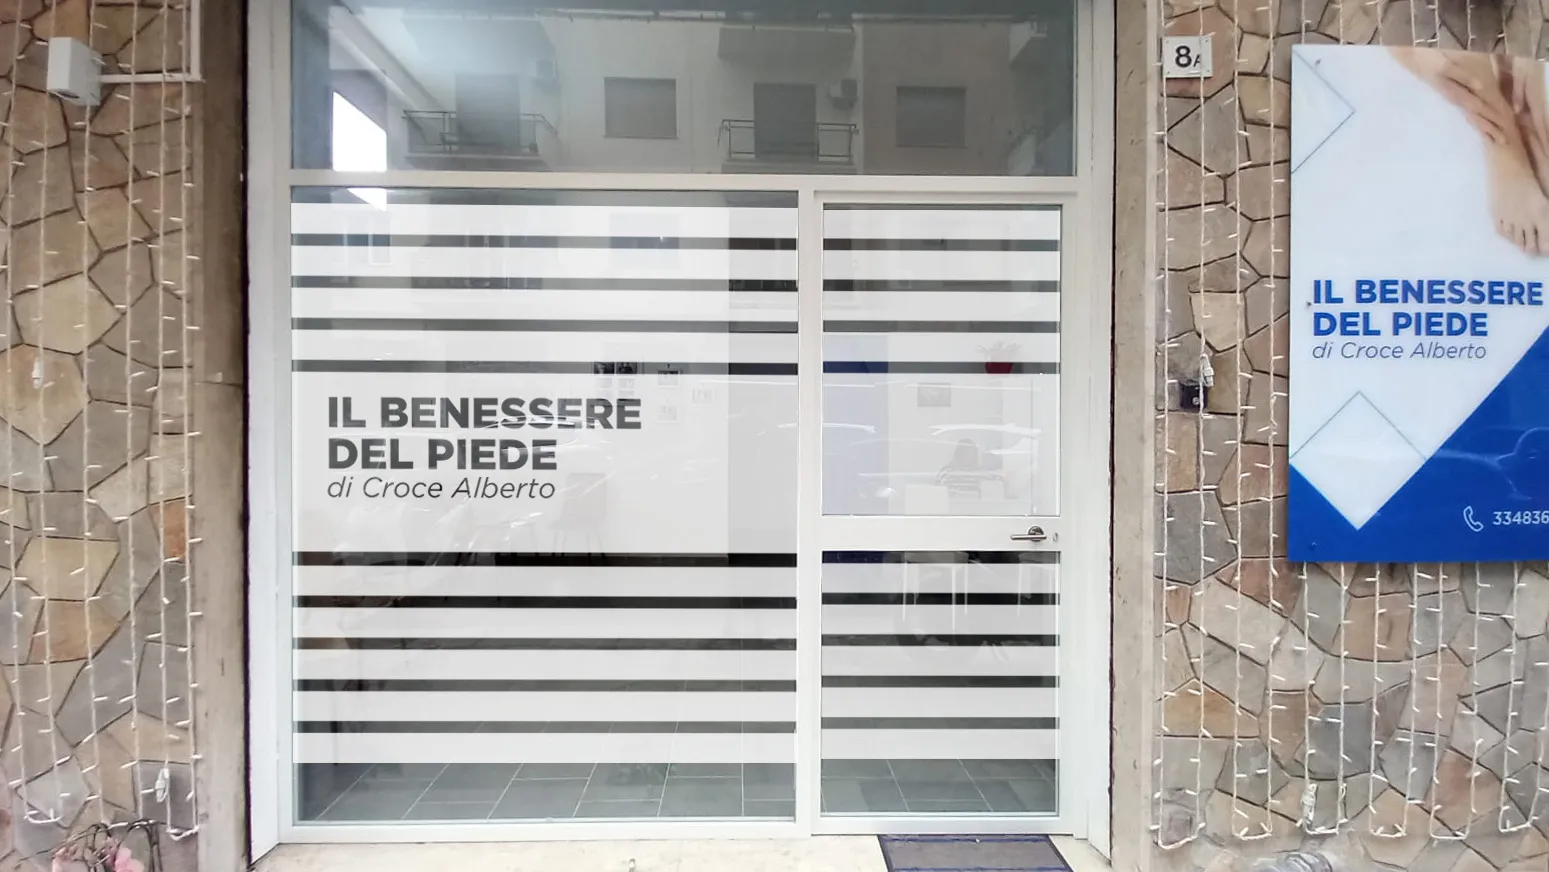 IL BENESSERE
DEL PIEDE
di Croce Alberto
8A
IL BENESSERE
DEL PIEDE
di Croce Alberto
334836